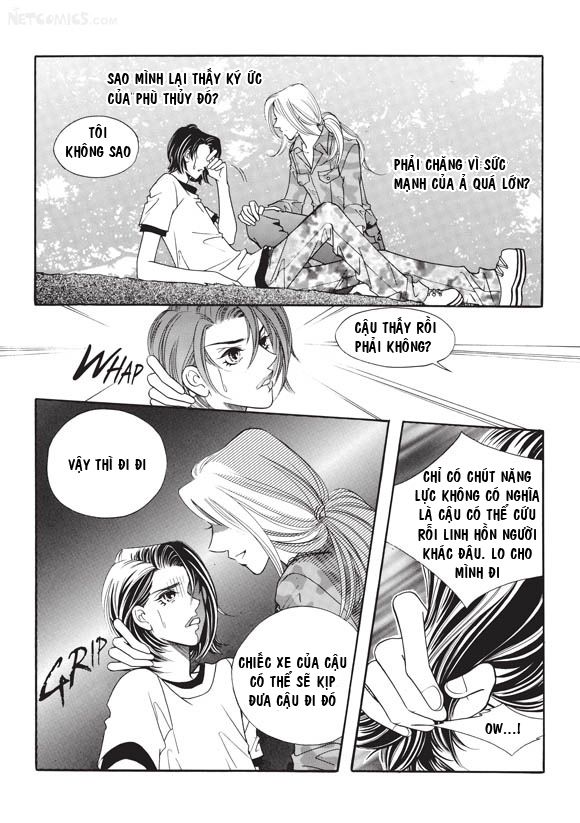 NETCOMICS.COM
SAO MÌNH LẠI THẤY KÝ ỨC
CỦA PHÙ THỦY ĐÓ?
TÔI
KHÔNG SAO
PHẢI CHĂNG VÌ SỨC
MẠNH CỦA Ả QUÁ LỚN?
CẬU THẤY RỒI
PHẢI KHÔNG?
WHAP
VẬY THÌ ĐI ĐI
GRIP
CHIẾC XE CỦA CẬU
CÓ THỂ SẼ KỊP
ĐƯA CẬU ĐI ĐÓ
CHỈ CÓ CHÚT NĂNG
LỰC KHÔNG CÓ NGHĨA
LÀ CẬU CÓ THỂ CỨU
RỖI LINH HỒN NGƯỜI
KHÁC ĐÂU. LO CHO
MÌNH ĐI
OW...!